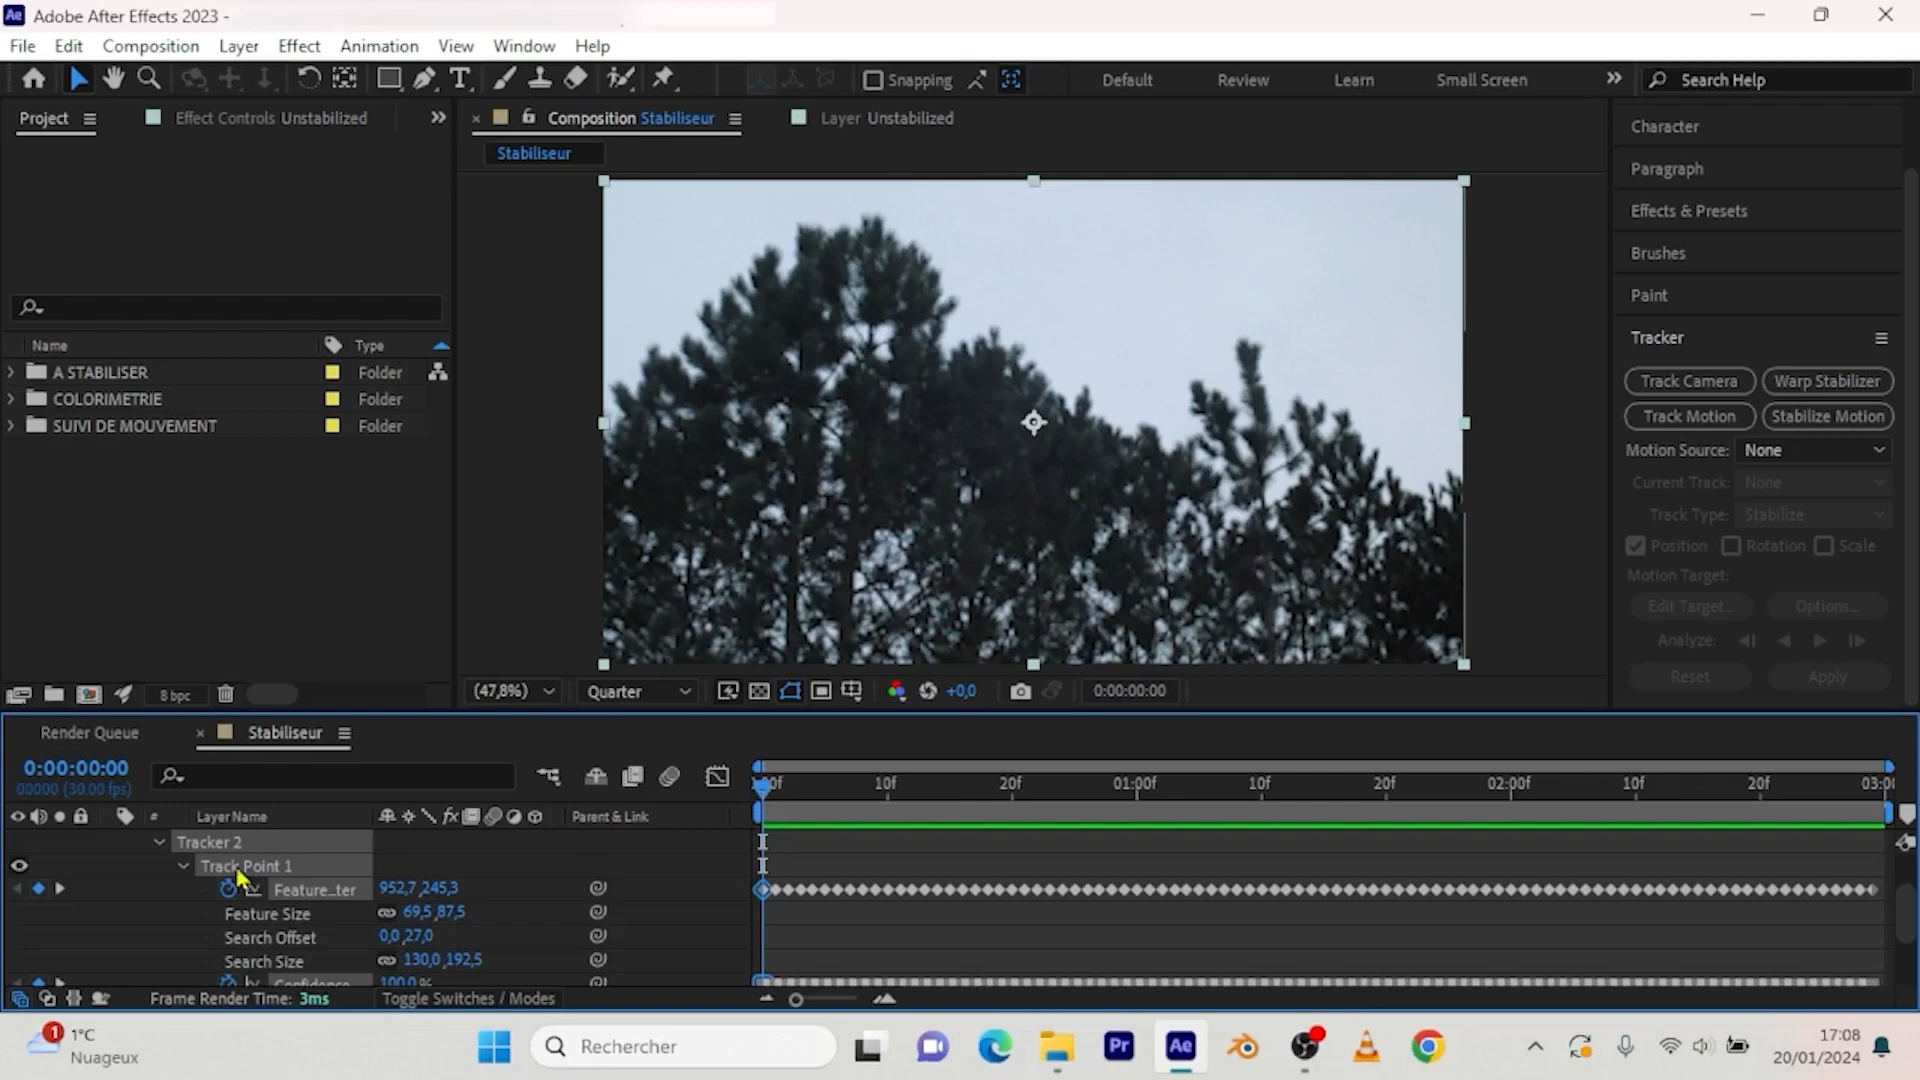 Ae Adobe After Effects 2023 -
File Edit Composition Layer Effect Animation View Window Help
T Snapping Default Review Learn Small Screen Search Help
Project Effect Controls Unstabilized Composition Stabiliseur Layer Unstabilized
Stabiliseur
Name Type
A STABILISER Folder
COLORIMETRIE Folder
SUIVI DE MOUVEMENT Folder
8 bpc
(47,8%) Quarter +0,0 0:00:00:00
Character
Paragraph
Effects & Presets
Brushes
Paint
Tracker
Track Camera Warp Stabilizer
Track Motion Stabilize Motion
Motion Source: None
Current Track: None
Track Type: Stabilize
Position Rotation Scale
Motion Target:
Edit Target... Options...
Analyze:
Reset Apply
Render Queue Stabiliseur
0:00:00:00
00000 (30.00 fps)
10f 20f 01:00f 10f 20f 02:00f 10f 20f
# Layer Name fx Parent & Link
Tracker 2
Track Point 1
Feature_ter 952,7 ,245,3
Feature Size 69,5 ,87,5
Search Offset 0,0 ,27,0
Search Size 130,0 ,192,5
Confidence 100,0 %
Frame Render Time: 3ms Toggle Switches / Modes
1 1°C
Nuageux
Rechercher
Pr Ae
17:08
20/01/2024